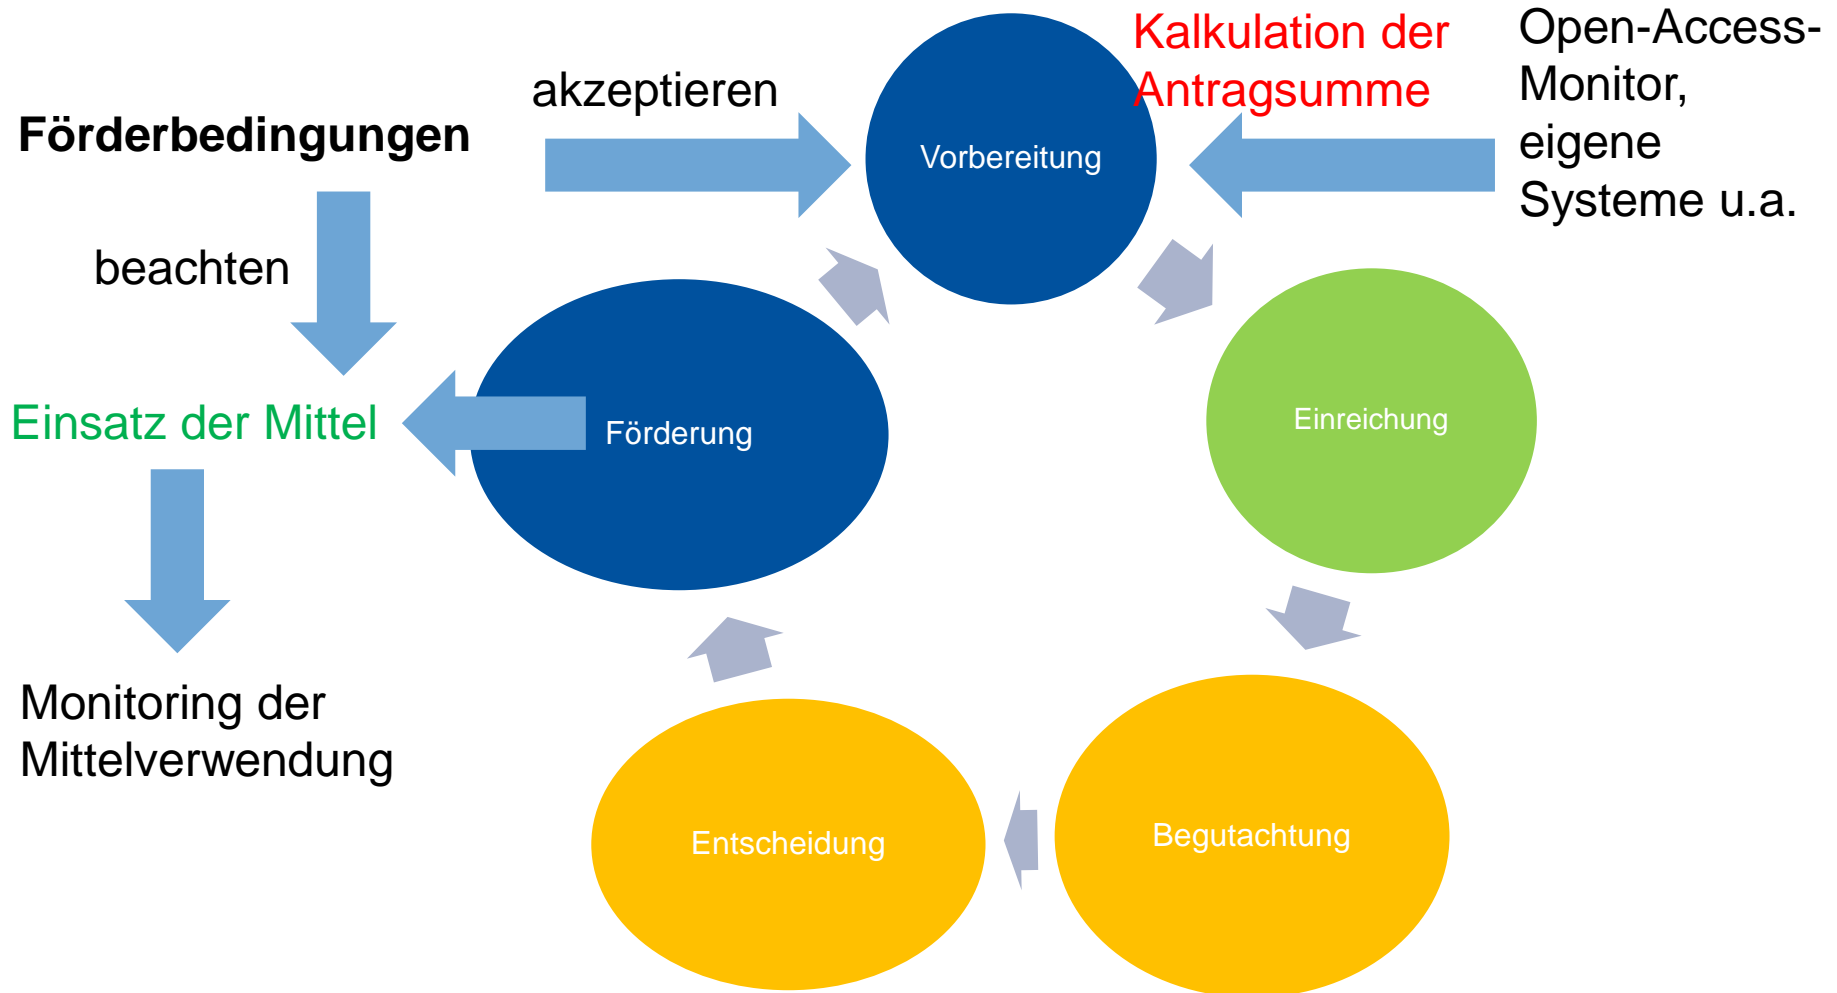 Kalkulation der
Antragsumme
Open-Access-
Monitor,
eigene
Systeme u.a.
akzeptieren
Förderbedingungen
Vorbereitung
beachten
Einsatz der Mittel
Förderung
Einreichung
Monitoring der
Mittelverwendung
Entscheidung
Begutachtung